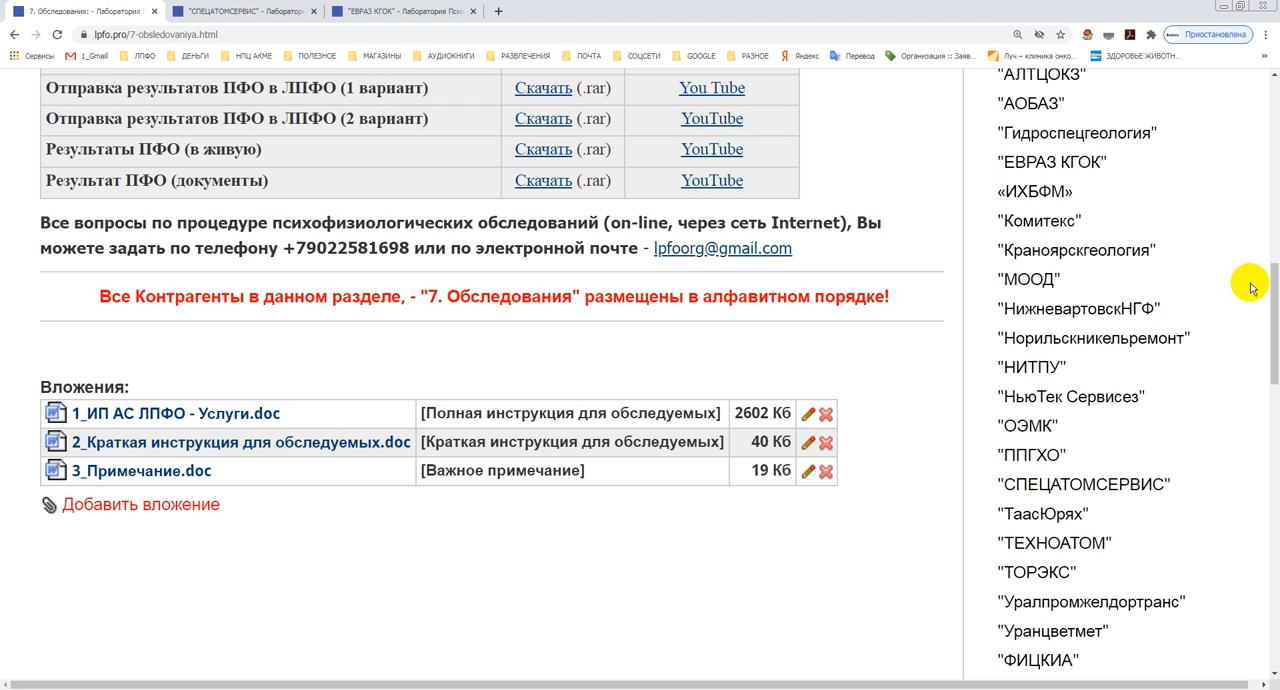 7. Обследования: - Лаборатория П
"СПЕЦАТОМСЕРВИС" - Лаборатори
"ЕВРАЗ КГОК" - Лаборатория Пси
lpfo.pro/7-obsledovaniya.html
Приостановлена
Сервисы
1_Gmail
ЛПФО
ДЕНЬГИ
НПЦ АКМЕ
ПОЛЕЗНОЕ
МАГАЗИНЫ
АУДИОКНИГИ
РАЗВЛЕЧЕНИЯ
ПОЧТА
СОЦСЕТИ
GOOGLE
РАЗНОЕ
Яндекс
Перевод
Организация :: Заяв...
Луч – клиника онко...
ЗДОРОВЬЕ ЖИВОТН...
Отправка результатов ПФО в ЛПФО (1 вариант) Скачать (.rar) You Tube
Отправка результатов ПФО в ЛПФО (2 вариант) Скачать (.rar) YouTube
Результаты ПФО (в живую) Скачать (.rar) YouTube
Результат ПФО (документы) Скачать (.rar) YouTube
Все вопросы по процедуре психофизиологических обследований (on-line, через сеть Internet), Вы
можете задать по телефону +79022581698 или по электронной почте - lpfoorg@gmail.com
Все Контрагенты в данном разделе, - "7. Обследования" размещены в алфавитном порядке!
Вложения:
1_ИП АС ЛПФО - Услуги.doc [Полная инструкция для обследуемых] 2602 Кб
2_Краткая инструкция для обследуемых.doc [Краткая инструкция для обследуемых] 40 Кб
3_Примечание.doc [Важное примечание] 19 Кб
Добавить вложение
"АЛТЦОКЗ"
"АОБАЗ"
"Гидроспецгеология"
"ЕВРАЗ КГОК"
«ИХБФМ»
"Комитекс"
"Краноярскгеология"
"МООД"
"НижневартовскНГФ"
"Норильскникельремонт"
"НИТПУ"
"НьюТек Сервисез"
"ОЭМК"
"ППГХО"
"СПЕЦАТОМСЕРВИС"
"ТаасЮрях"
"ТЕХНОАТОМ"
"ТОРЭКС"
"Уралпромжелдортранс"
"Уранцветмет"
"ФИЦКИА"